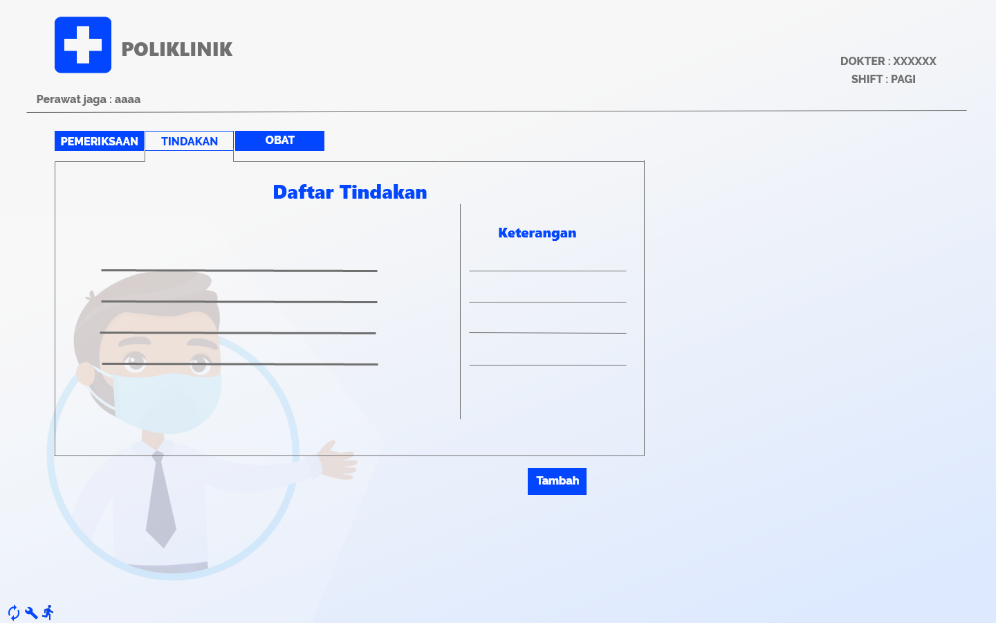 POLIKLINIK
DOKTER : XXXXXX
SHIFT : PAGI
Perawat jaga : aaaa
PEMERIKSAAN
TINDAKAN
OBAT
Daftar Tindakan
Keterangan
Tambah